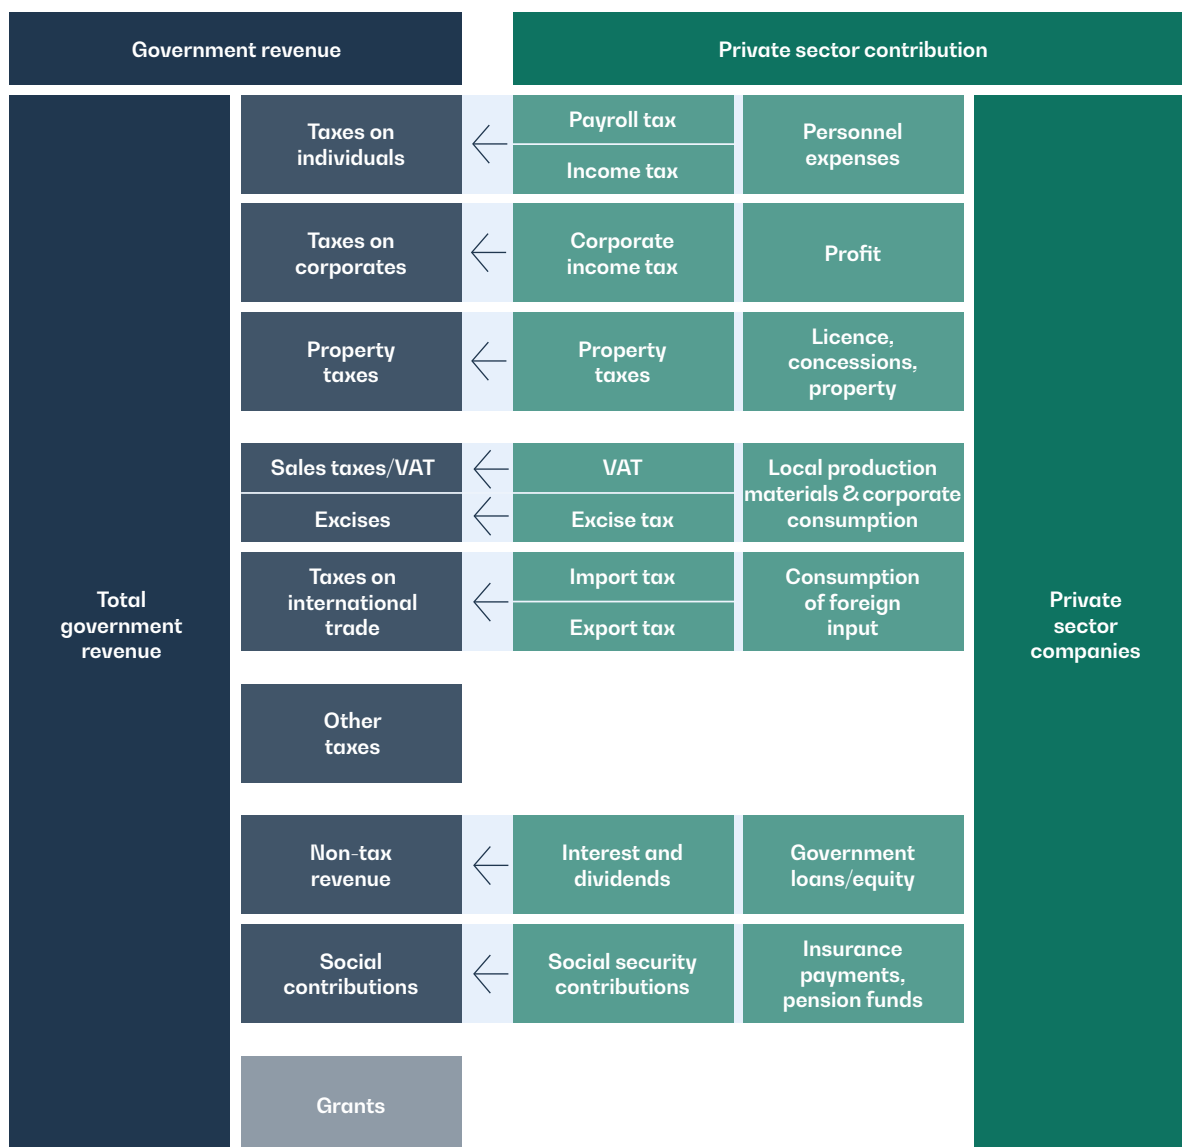 Government revenue
Private sector contribution
Total
government
revenue
Taxes on
individuals
Payroll tax
Income tax
Personnel
expenses
Taxes on
corporates
Corporate
income tax
Profit
Property
taxes
Property
taxes
Licence,
concessions,
property
Sales taxes/VAT
Excises
VAT
Excise tax
Local production
materials & corporate
consumption
Taxes on
international
trade
Import tax
Export tax
Consumption
of foreign
input
Other
taxes
Non-tax
revenue
Interest and
dividends
Government
loans/equity
Social
contributions
Social security
contributions
Insurance
payments,
pension funds
Grants
Private
sector
companies